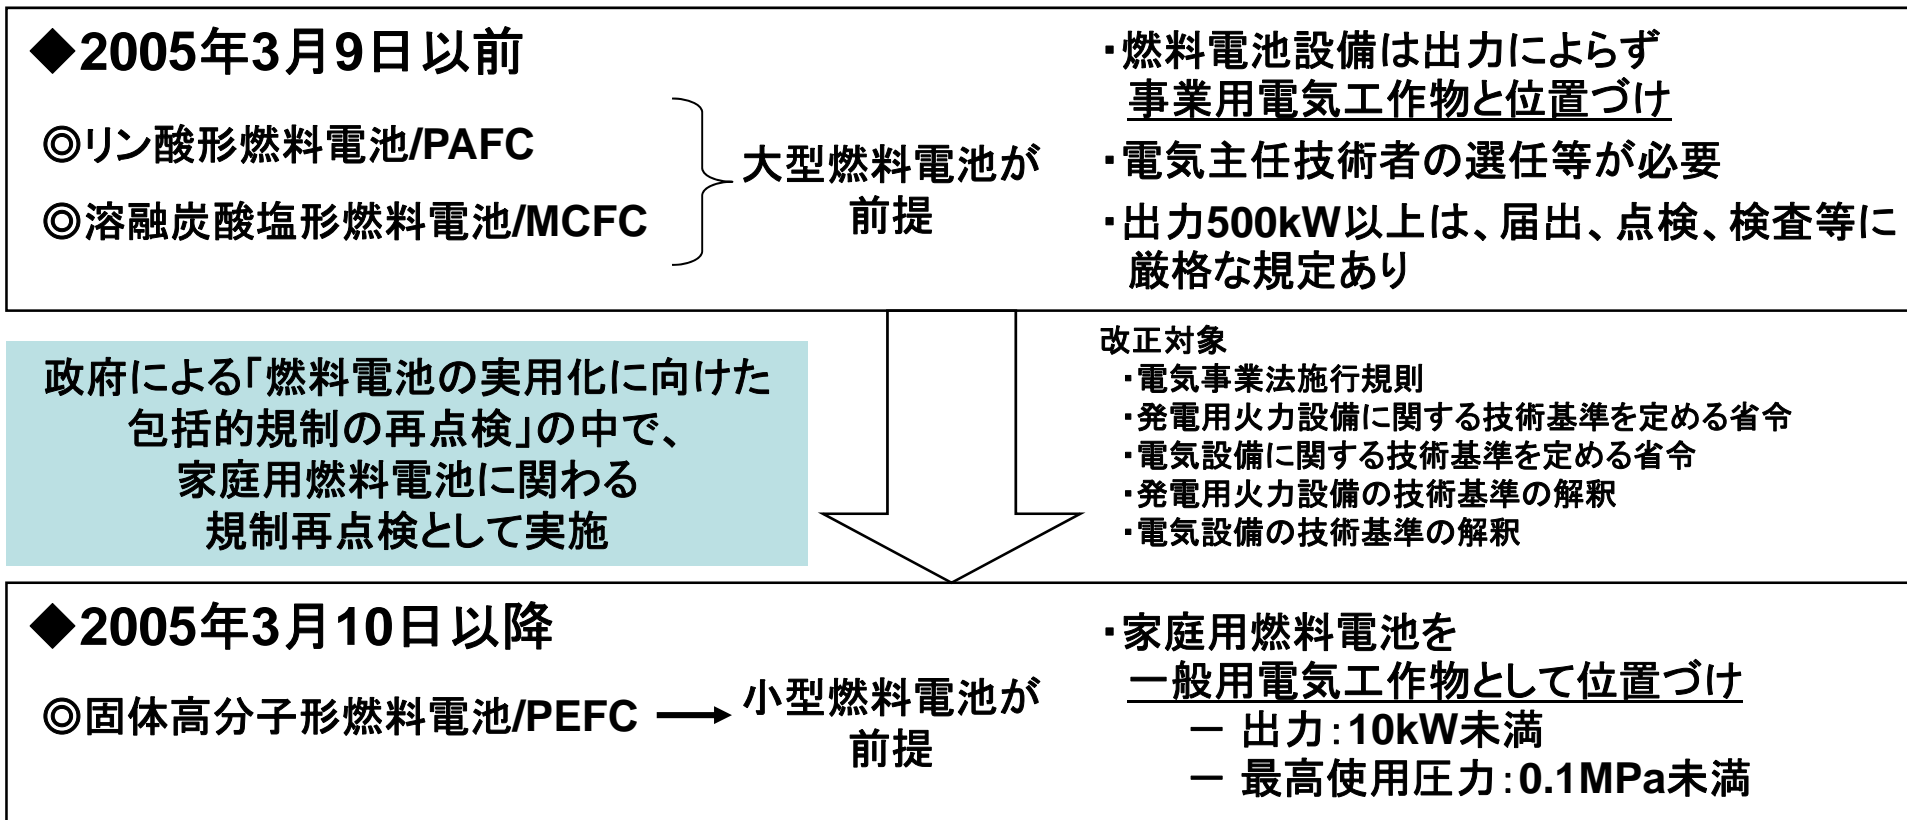 ◆2005年3月9日以前
◎リン酸形燃料電池/PAFC
◎溶融炭酸塩形燃料電池/MCFC
大型燃料電池が
前提
・燃料電池設備は出力によらず
事業用電気工作物と位置づけ
・電気主任技術者の選任等が必要
・出力500kW以上は、届出、点検、検査等に
厳格な規定あり
政府による「燃料電池の実用化に向けた
包括的規制の再点検」の中で、
家庭用燃料電池に関わる
規制再点検として実施
改正対象
・電気事業法施行規則
・発電用火力設備に関する技術基準を定める省令
・電気設備に関する技術基準を定める省令
・発電用火力設備の技術基準の解釈
・電気設備の技術基準の解釈
◆2005年3月10日以降
◎固体高分子形燃料電池/PEFC
小型燃料電池が
前提
・家庭用燃料電池を
一般用電気工作物として位置づけ
－ 出力：10kW未満
－ 最高使用圧力：0.1MPa未満